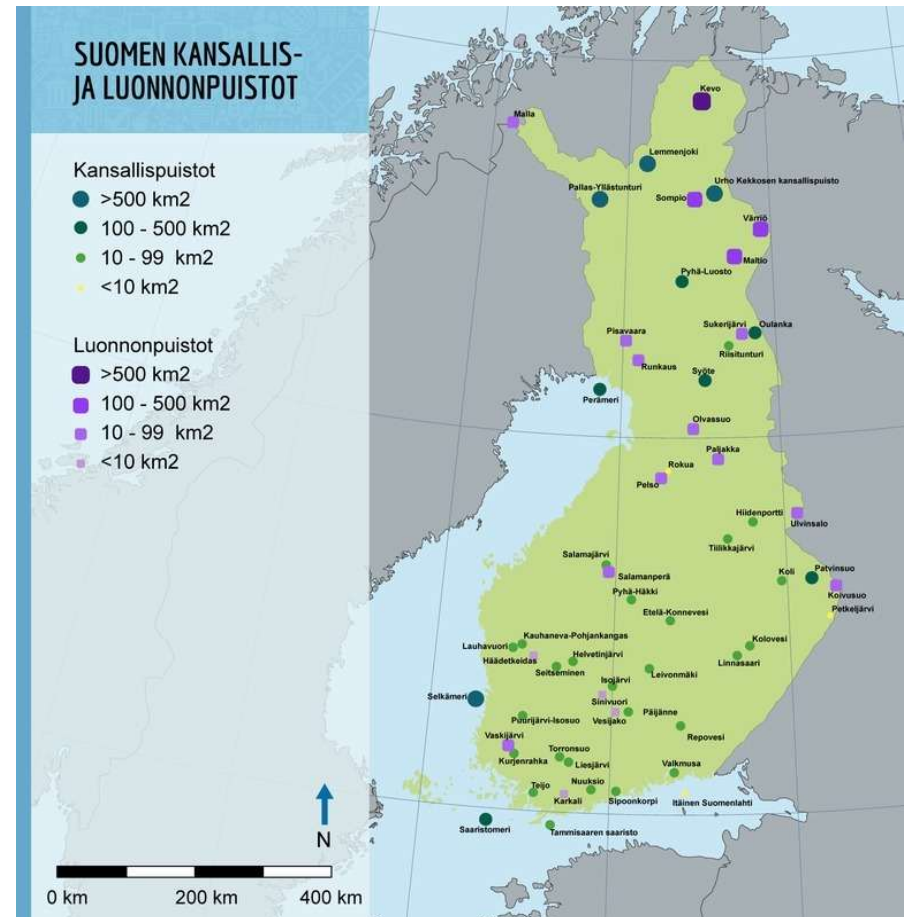 SUOMEN KANSALLIS-
JA LUONNONPUISTOT
Kansallispuistot
>500 km2
100 - 500 km2
10 - 99 km2
<10 km2
Luonnonpuistot
>500 km2
100 - 500 km2
10 - 99 km2
<10 km2
N
0 km
200 km
400 km
Kevo
Malla
Lemmenjoki
Pallas-Yllästunturi
Urho Kekkosen kansallispuisto
Sompio
Värriö
Maltio
Pyhä-Luosto
Sukerijärvi
Oulanka
Pisavaara
Riisitunturi
Runkaus
Syöte
Perämeri
Olvassuo
Paljakka
Rokua
Pelso
Hiidenportti
Ulvinsalo
Tiilikkajärvi
Salamajärvi
Salamanperä
Koli
Patvinsuo
Koivusuo
Pyhä-Häkki
Petkeljärvi
Etelä-Konnevesi
Kauhaneva-Pohjankangas
Lauhavuori
Kolovesi
Häädetkeidas
Helvetinjärvi
Linnasaari
Seitseminen
Leivonmäki
Isojärvi
Selkämeri
Sinivuori
Puurijärvi-Isosuo
Vesijako
Päijänne
Repovesi
Vaskijärvi
Kurjenrahka
Torronsuo
Liesjärvi
Valkmusa
Teijo
Nuuksio
Karkali
Sipoonkorpi
Itäinen Suomenlahti
Saaristomeri
Tammisaaren saaristo